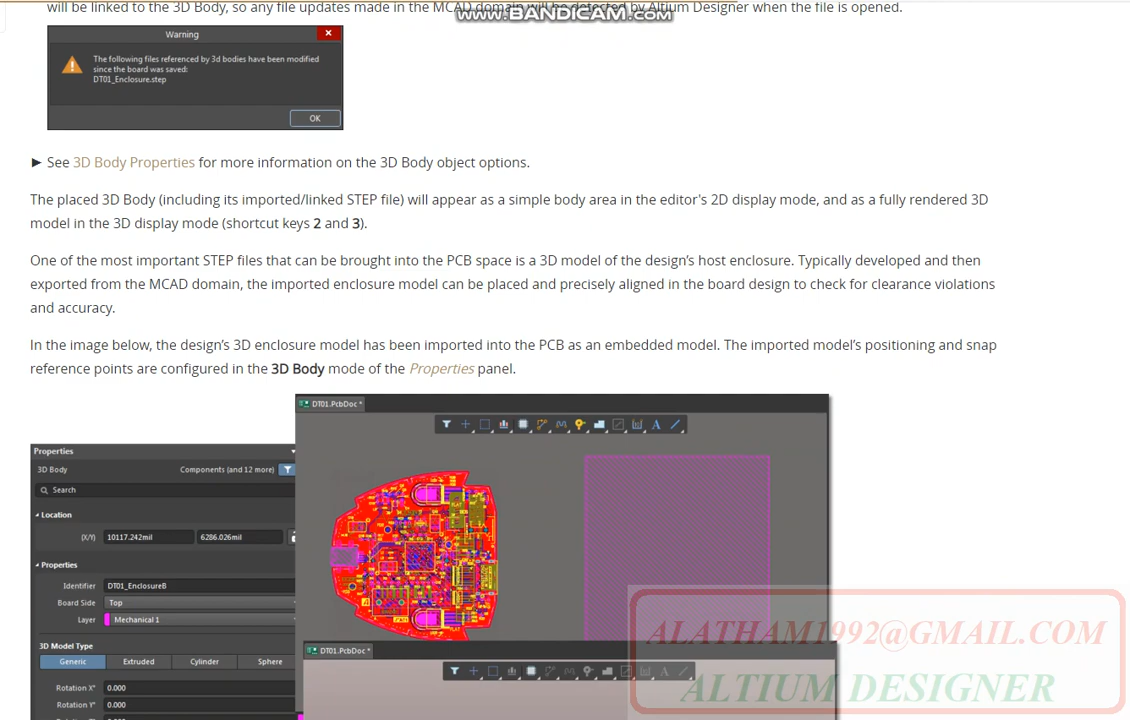 will be linked to the 3D Body, so any file updates made in the MCAD domain will be detected by Altium Designer when the file is opened.
www.BANDICAM.com
Warning
The following files referenced by 3d bodies have been modified
since the board was saved:
DT01_Enclosure.step
OK
► See 3D Body Properties for more information on the 3D Body object options.
The placed 3D Body (including its imported/linked STEP file) will appear as a simple body area in the editor's 2D display mode, and as a fully rendered 3D
model in the 3D display mode (shortcut keys 2 and 3).
One of the most important STEP files that can be brought into the PCB space is a 3D model of the design's host enclosure. Typically developed and then
exported from the MCAD domain, the imported enclosure model can be placed and precisely aligned in the board design to check for clearance violations
and accuracy.
In the image below, the design's 3D enclosure model has been imported into the PCB as an embedded model. The imported model's positioning and snap
reference points are configured in the 3D Body mode of the Properties panel.
DT01.PcbDoc *
Properties
3D Body Components (and 12 more)
Search
Location
(X/Y) 10117.242mil 6286.026mil
Properties
Identifier DT01_EnclosureB
Board Side Top
Layer Mechanical 1
3D Model Type
Generic Extruded Cylinder Sphere
Rotation X° 0.000
Rotation Y° 0.000
DT01.PcbDoc *
ALATHAM1992@GMAIL.COM
ALTIUM DESIGNER